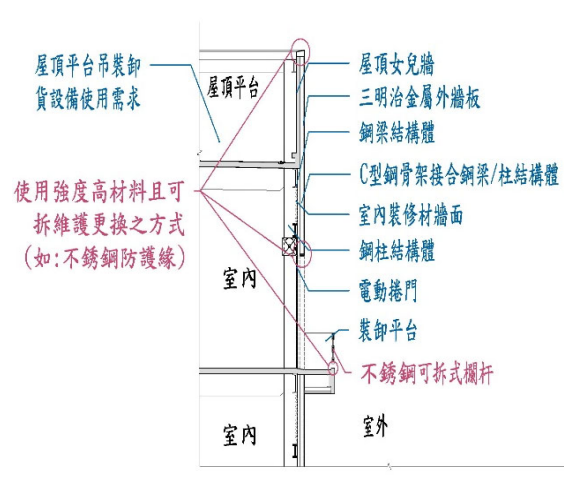 屋頂平台吊裝卸
貨設備使用需求
使用強度高材料且可
拆維護更換之方式
(如:不銹鋼防護緣)
屋頂平台
室內
室內
屋頂女兒牆
三明治金屬外牆板
鋼梁結構體
C型鋼骨架接合鋼梁/柱結構體
室內裝修材牆面
鋼柱結構體
電動捲門
裝卸平台
不銹鋼可拆式欄杆
室外